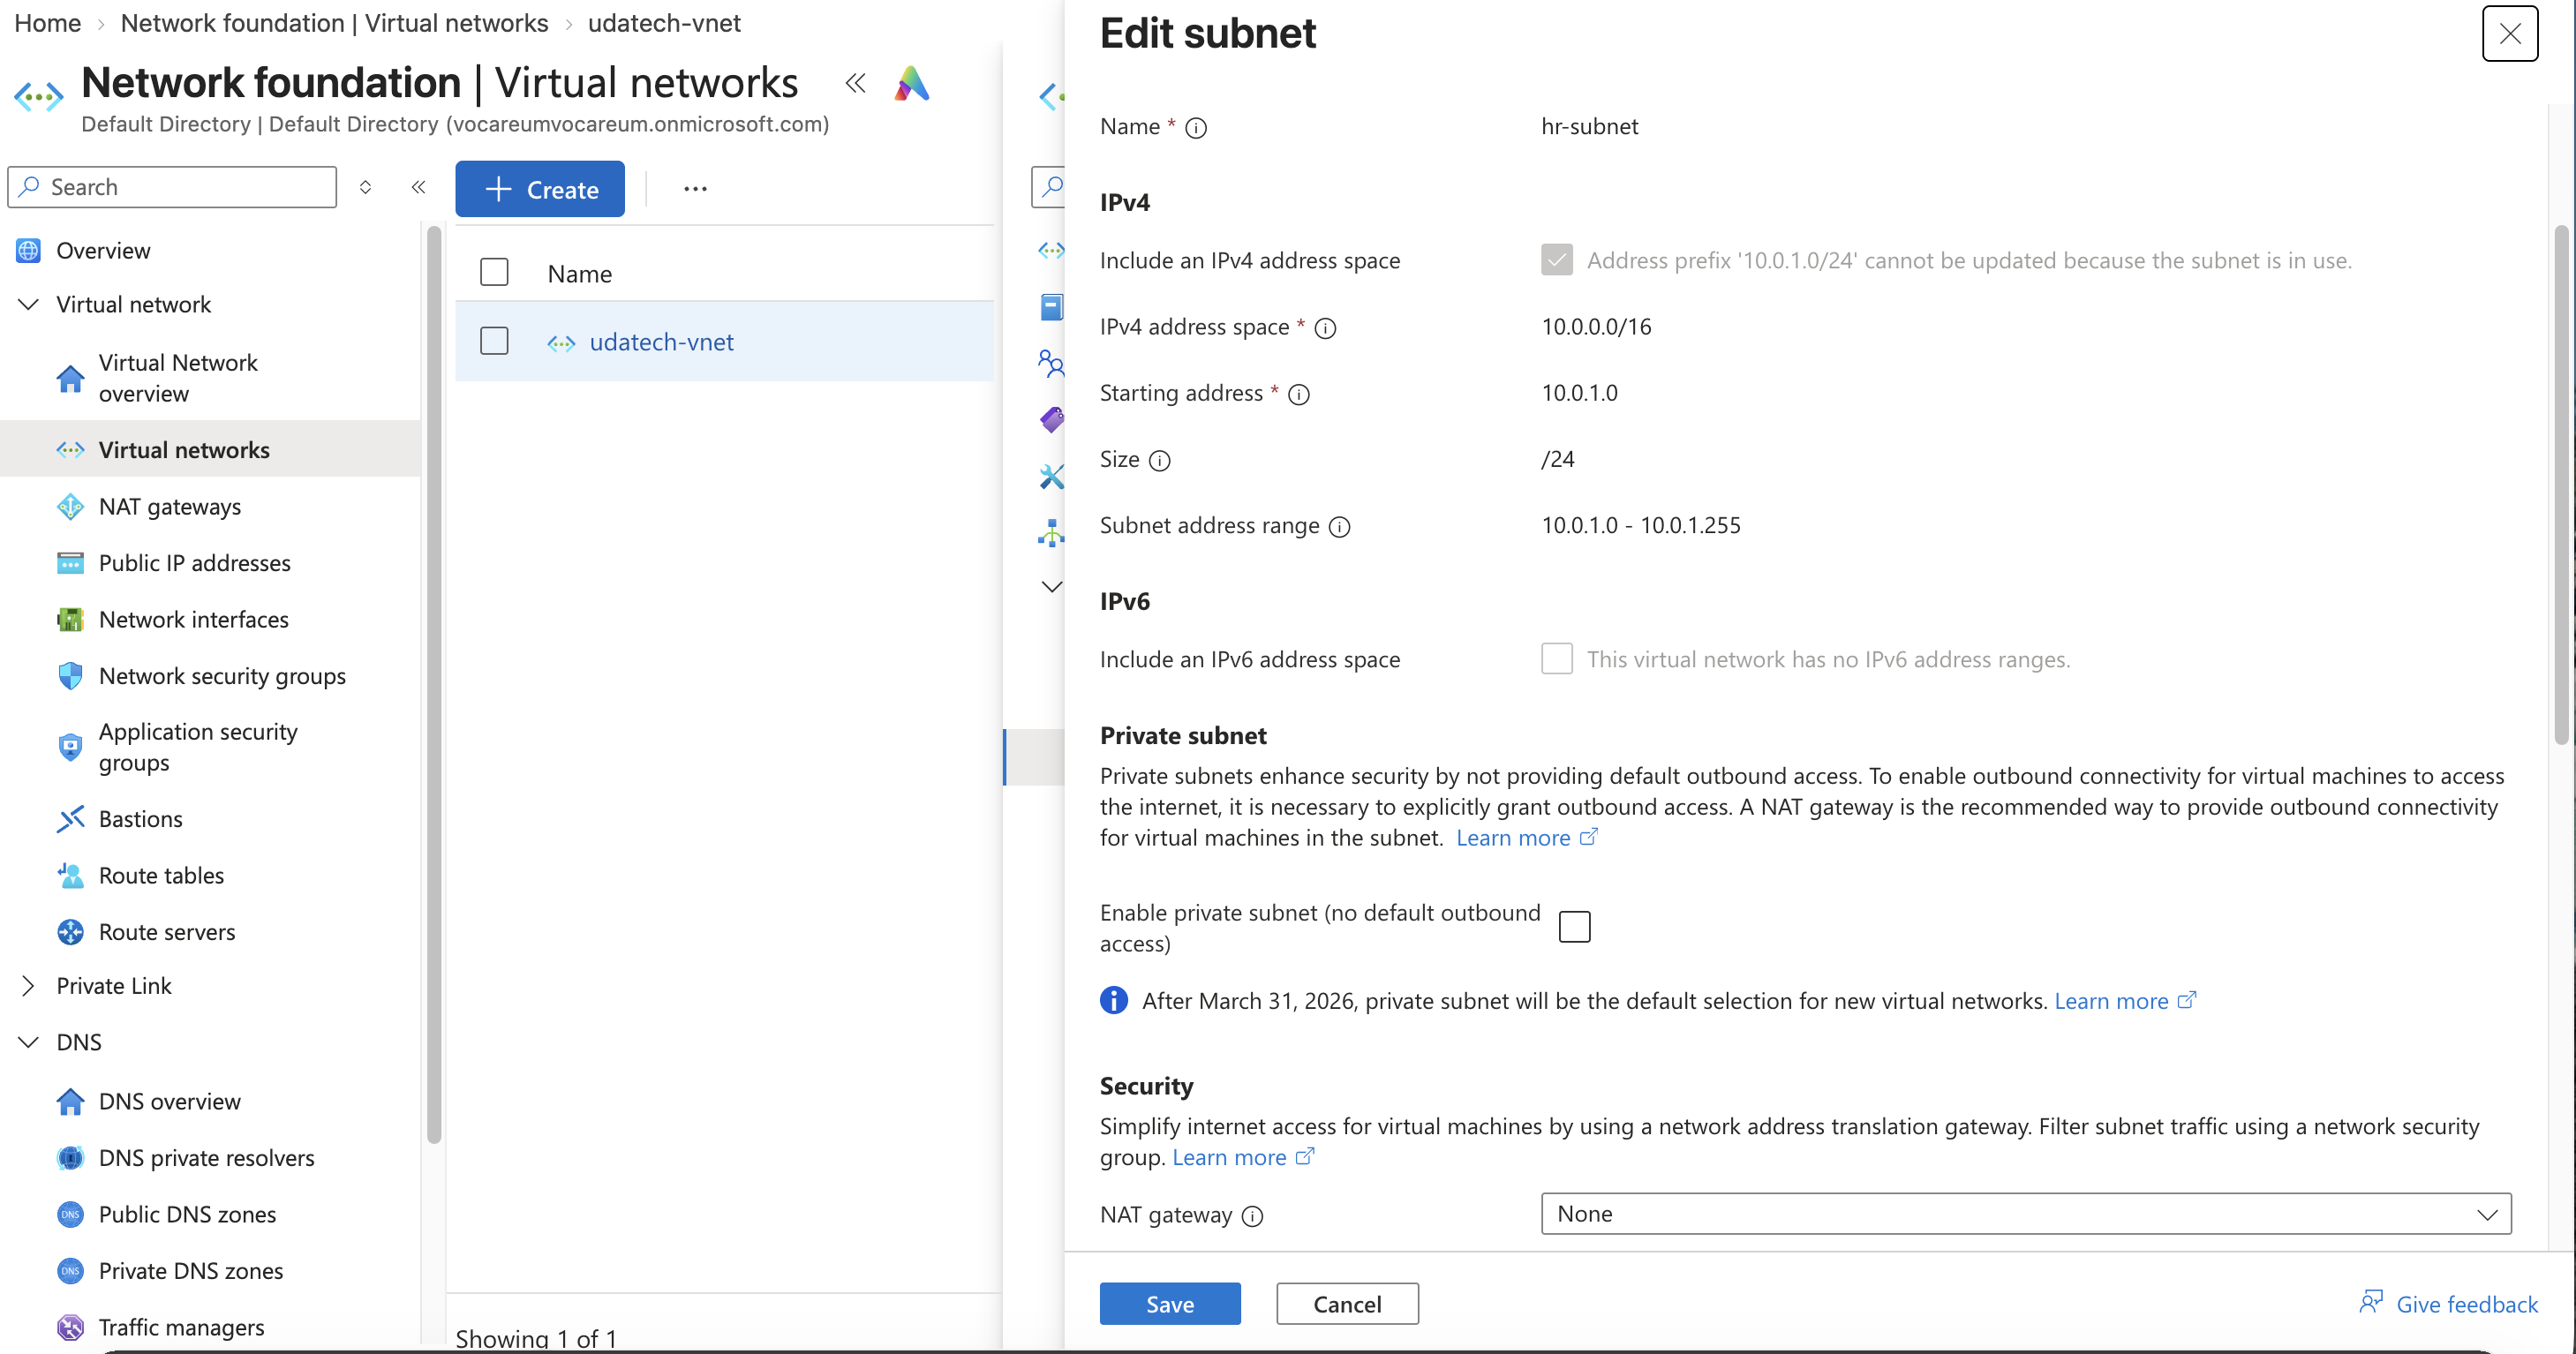 Home > Network foundation | Virtual networks > udatech-vnet
Network foundation | Virtual networks
Default Directory | Default Directory (vocareumvocareum.onmicrosoft.com)
Search
Overview
Virtual network
Virtual Network
overview
Virtual networks
NAT gateways
Public IP addresses
Network interfaces
Network security groups
Application security
groups
Bastions
Route tables
Route servers
Private Link
DNS
DNS overview
DNS private resolvers
DNS
Public DNS zones
DNS
Private DNS zones
Traffic managers
Create
Name
udatech-vnet
Showing 1 of 1
Edit subnet
Name *
hr-subnet
IPv4
Include an IPv4 address space
Address prefix '10.0.1.0/24' cannot be updated because the subnet is in use.
IPv4 address space *
10.0.0.0/16
Starting address *
10.0.1.0
Size
/24
Subnet address range
10.0.1.0 - 10.0.1.255
IPv6
Include an IPv6 address space
This virtual network has no IPv6 address ranges.
Private subnet
Private subnets enhance security by not providing default outbound access. To enable outbound connectivity for virtual machines to access
the internet, it is necessary to explicitly grant outbound access. A NAT gateway is the recommended way to provide outbound connectivity
for virtual machines in the subnet. Learn more
Enable private subnet (no default outbound
access)
After March 31, 2026, private subnet will be the default selection for new virtual networks. Learn more
Security
Simplify internet access for virtual machines by using a network address translation gateway. Filter subnet traffic using a network security
group. Learn more
NAT gateway
None
Save
Cancel
Give feedback